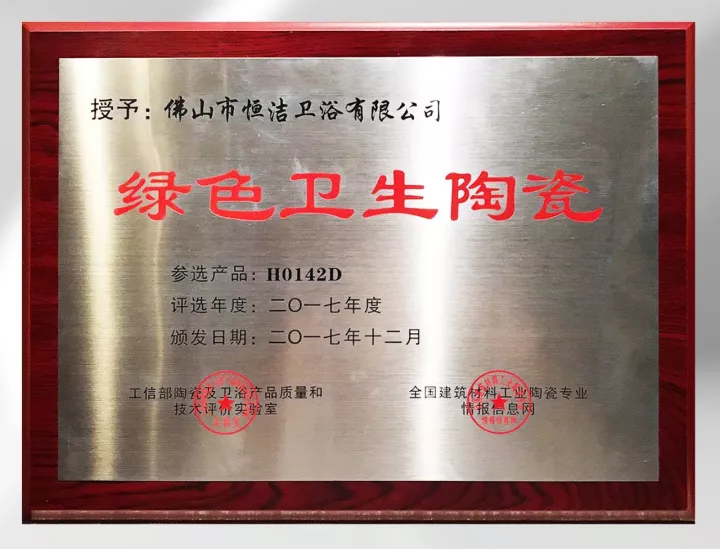 授予：佛山市恒洁卫浴有限公司
绿色卫生陶瓷
参选产品：H0142D
评选年度：二〇一七年度
颁发日期：二〇一七年十二月
工信部陶瓷及卫浴产品质量和
技术评价实验室
全国建筑材料工业陶瓷专业
情报信息网